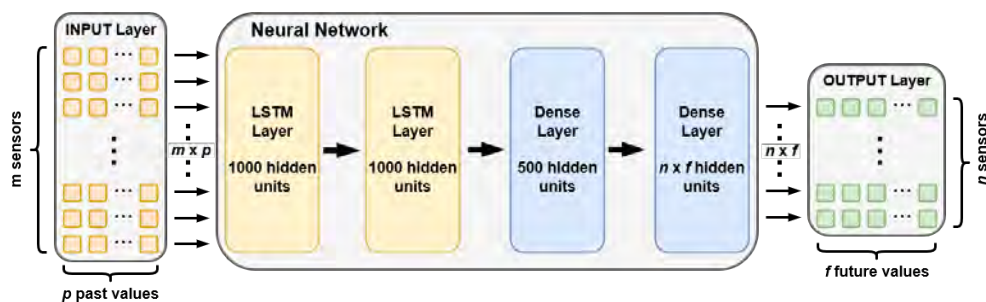 INPUT Layer
m sensors
m x p
p past values
Neural Network
LSTM
Layer
1000 hidden
units
LSTM
Layer
1000 hidden
units
Dense
Layer
500 hidden
units
Dense
Layer
n x f hidden
units
n x f
OUTPUT Layer
n sensors
f future values